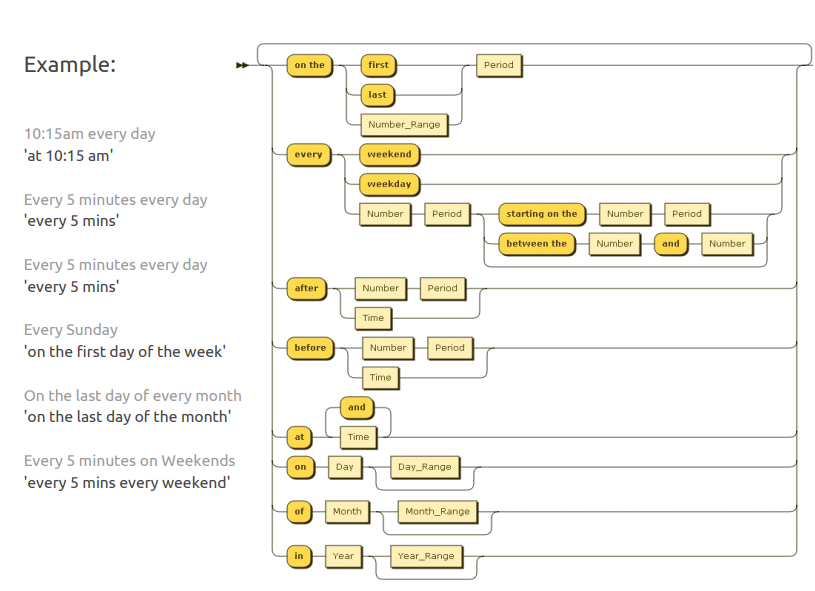 Example:
10:15am every day
'at 10:15 am'
Every 5 minutes every day
'every 5 mins'
Every 5 minutes every day
'every 5 mins'
Every Sunday
'on the first day of the week'
On the last day of every month
'on the last day of the month'
Every 5 minutes on Weekends
'every 5 mins every weekend'
on the first Period
last
Number_Range
every weekend
weekday
Number Period starting on the Number Period
between the Number and Number
after Number Period
Time
before Number Period
Time
and
at Time
on Day Day_Range
of Month Month_Range
in Year Year_Range